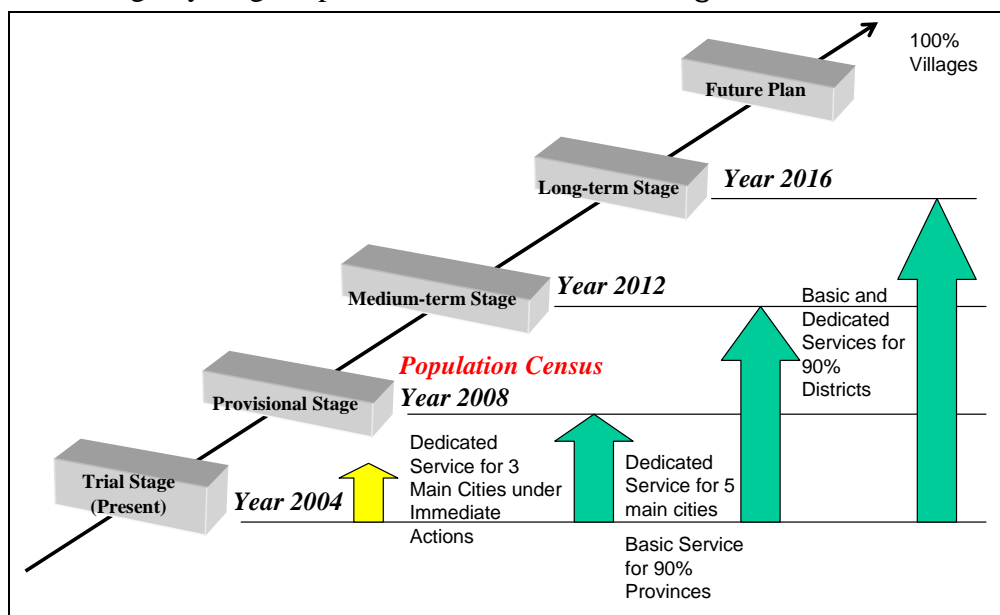 100%
Villages
Future Plan
Long-term Stage
Year 2016
Medium-term Stage
Year 2012
Basic and
Dedicated
Services for
90%
Districts
Population Census
Provisional Stage
Year 2008
Dedicated
Service for 3
Main Cities under
Immediate
Actions
Dedicated
Service for 5
main cities
Trial Stage
(Present)
Year 2004
Basic Service
for 90%
Provinces